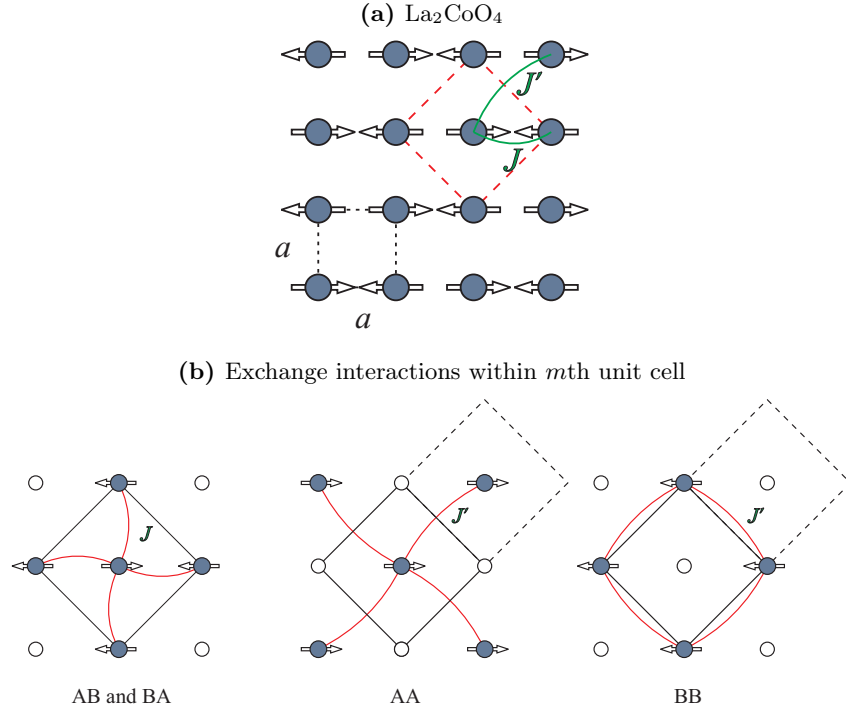 (a) La₂CoO₄
J'
J
a
a
(b) Exchange interactions within mth unit cell
J
J'
J'
AB and BA
AA
BB